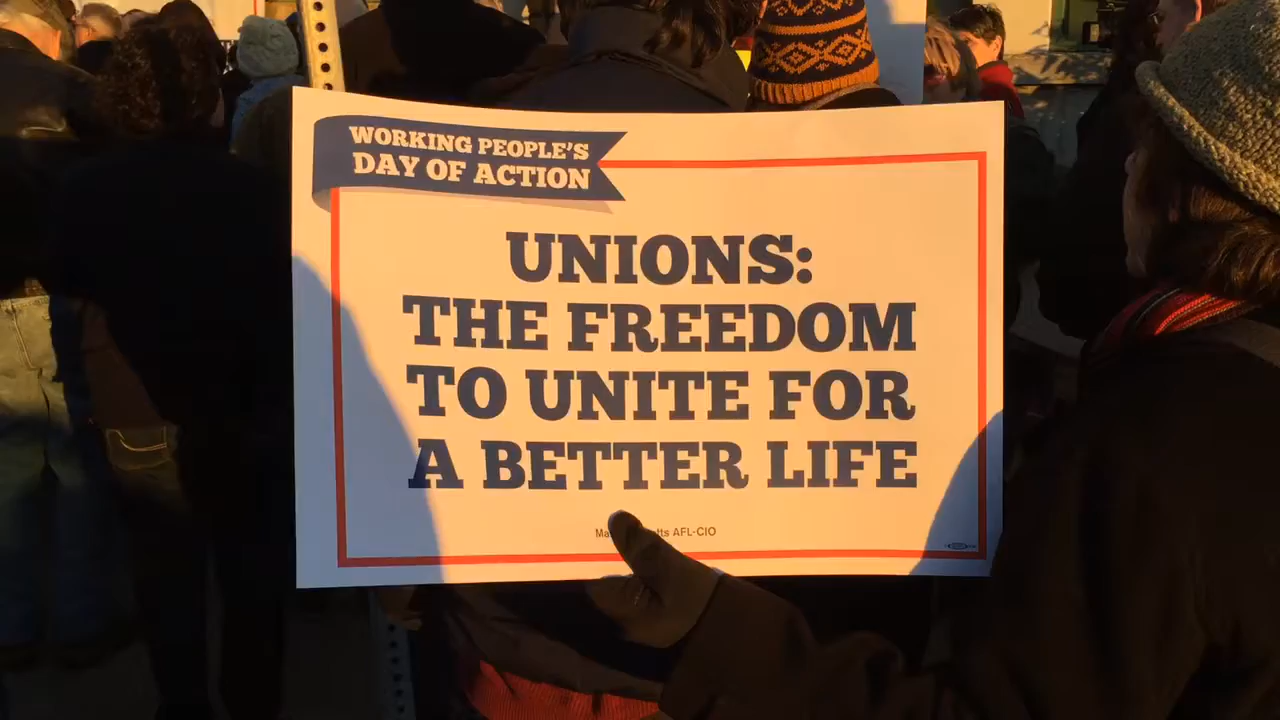 WORKING PEOPLE'S
DAY OF ACTION
UNIONS:
THE FREEDOM
TO UNITE FOR
A BETTER LIFE
AFL-CIO